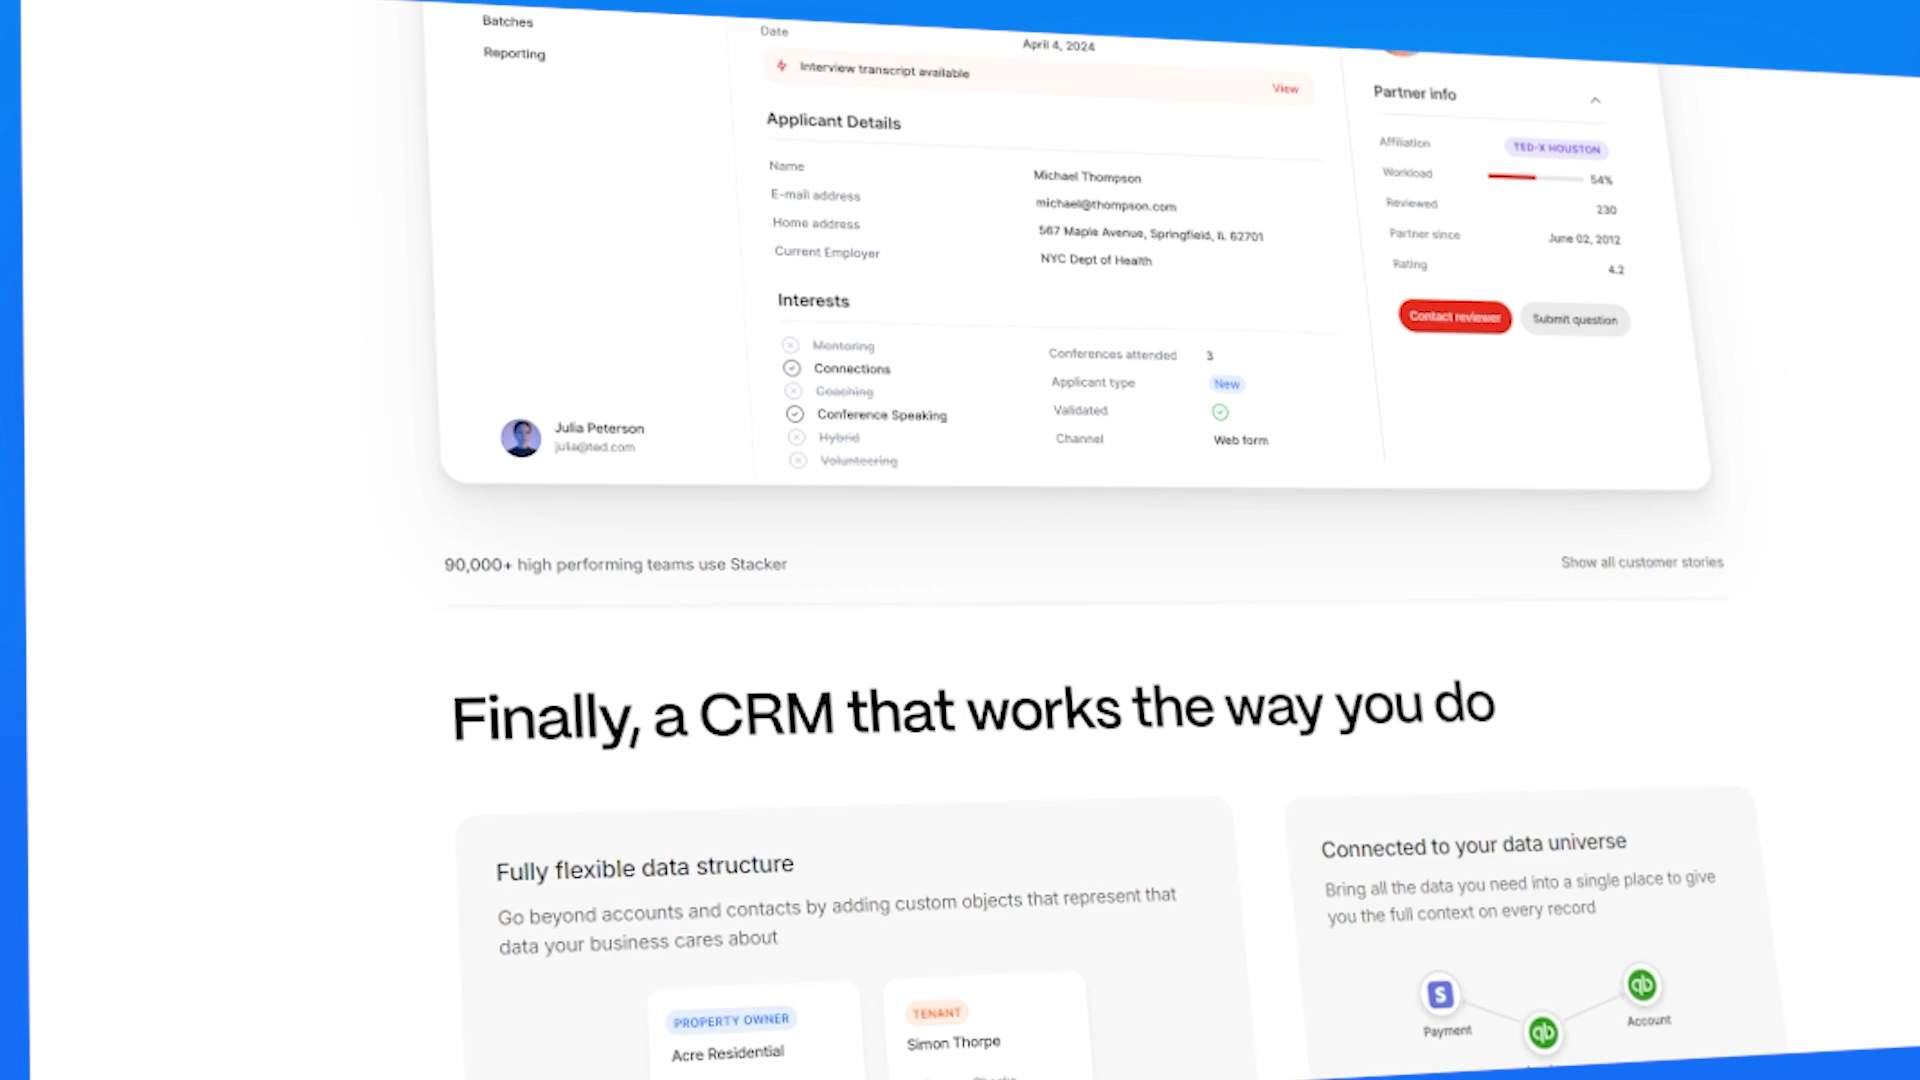 Batches
Reporting
Date
April 4, 2024
Interview transcript available
View
Applicant Details
Name
Michael Thompson
E-mail address
michael@thompson.com
Home address
567 Maple Avenue, Springfield, IL 62701
Current Employer
NYC Dept of Health
Interests
Mentoring
Connections
Coaching
Conference Speaking
Hybrid
Volunteering
Conferences attended
3
Applicant type
New
Validated
Channel
Web form
Julia Peterson
julia@ted.com
Partner info
Affiliation
TED-X HOUSTON
Workload
54%
Reviewed
230
Partner since
June 02, 2012
Rating
4.2
Contact reviewer
Submit question
90,000+ high performing teams use Stacker
Show all customer stories
Finally, a CRM that works the way you do
Fully flexible data structure
Go beyond accounts and contacts by adding custom objects that represent that
data your business cares about
PROPERTY OWNER
Acre Residential
TENANT
Simon Thorpe
Connected to your data universe
Bring all the data you need into a single place to give
you the full context on every record
S
Payment
qb
qb
Account